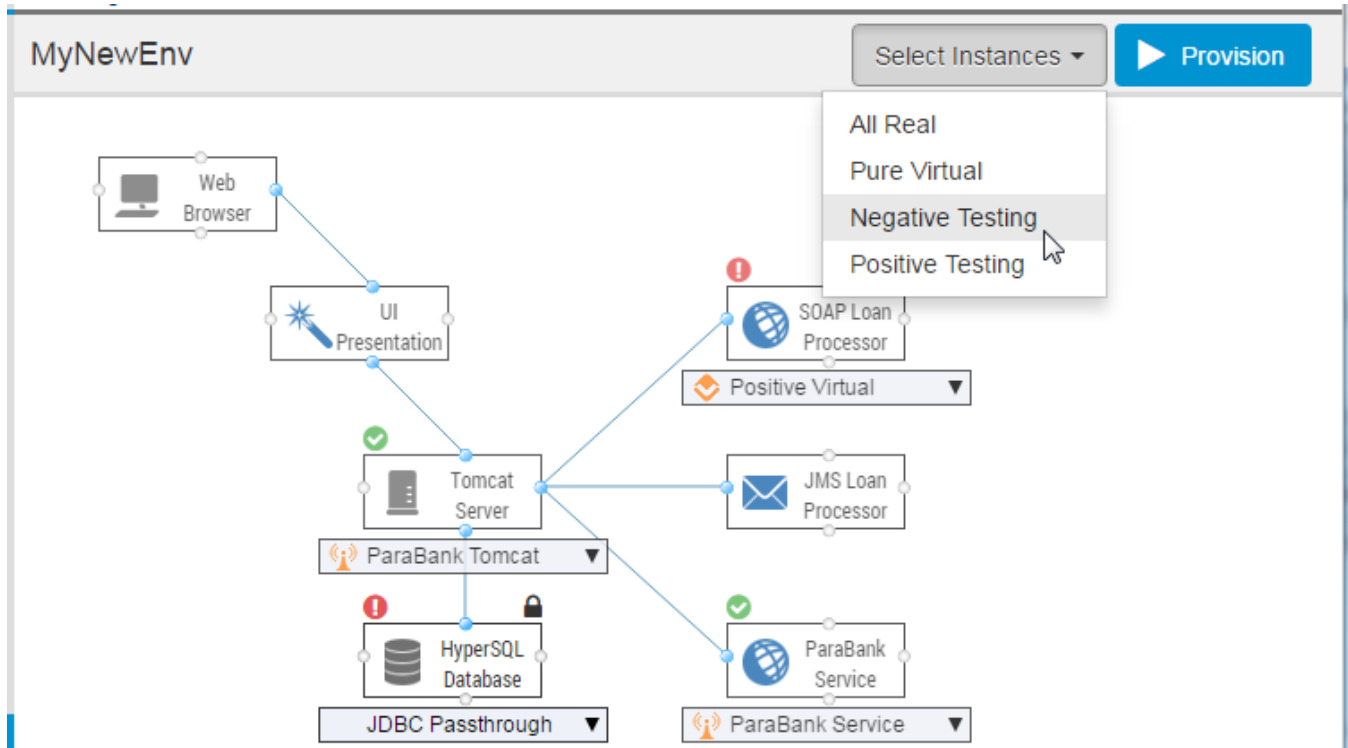 MyNewEnv
Select Instances
Provision
All Real
Pure Virtual
Negative Testing
Positive Testing
Web
Browser
UI
Presentation
SOAP Loan
Processor
Positive Virtual
Tomcat
Server
ParaBank Tomcat
JMS Loan
Processor
HyperSQL
Database
JDBC Passthrough
ParaBank
Service
ParaBank Service